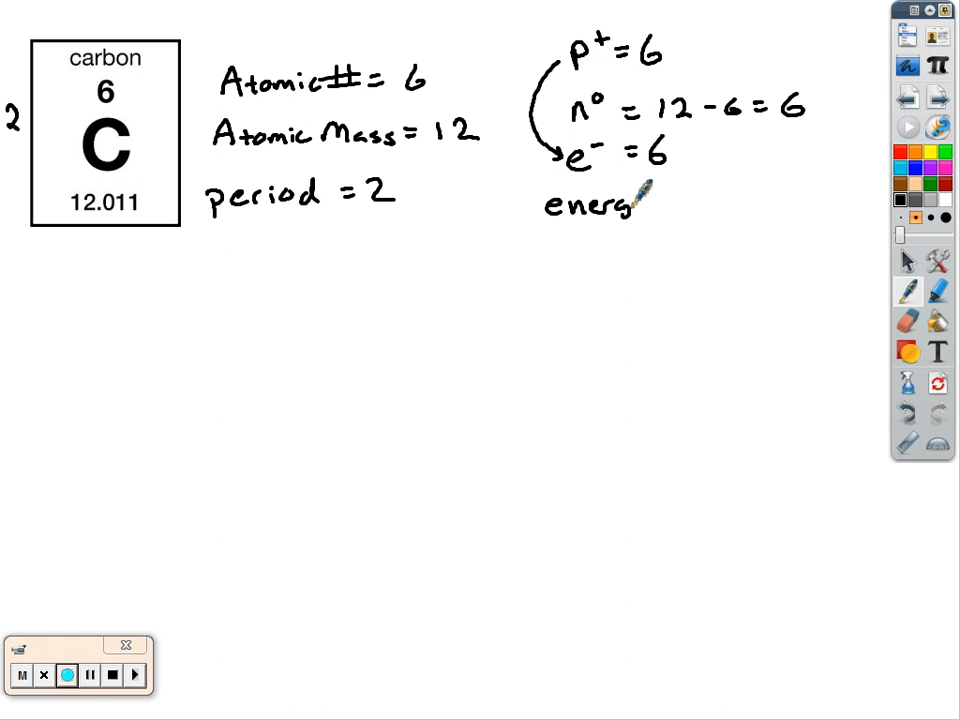 carbon
6
2
C
12.011
Atomic # = 6
Atomic Mass = 12
period = 2
p+ = 6
n° = 12 - 6 = 6
e- = 6
energ
M
T